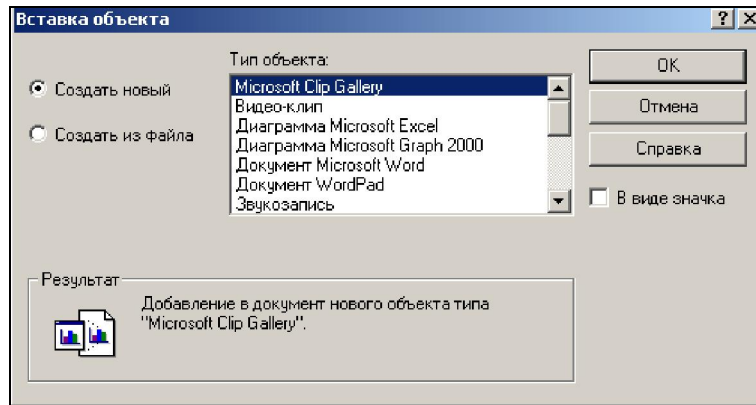 Вставка объекта
Тип объекта:
Создать новый
Создать из файла
Microsoft Clip Gallery
Видео-клип
Диаграмма Microsoft Excel
Диаграмма Microsoft Graph 2000
Документ Microsoft Word
Документ WordPad
Звукозапись
OK
Отмена
Справка
В виде значка
Результат
Добавление в документ нового объекта типа
"Microsoft Clip Gallery".